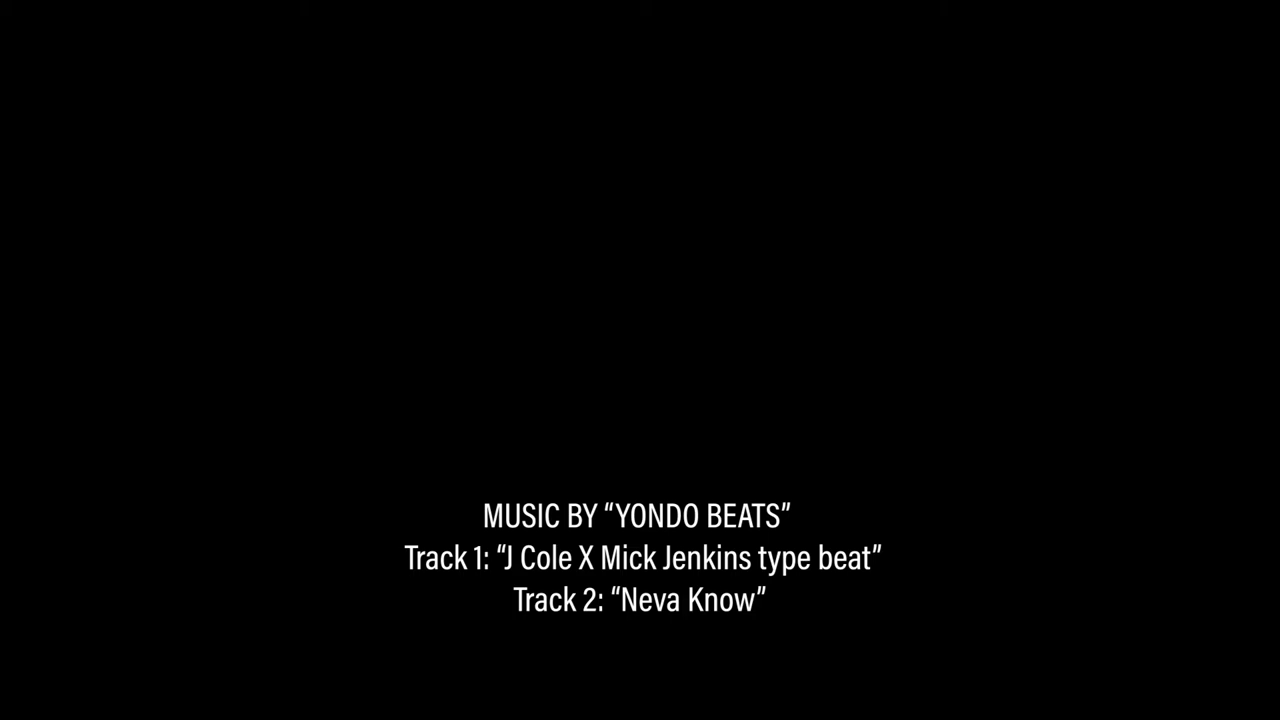 MUSIC BY “YONDO BEATS”
Track 1: “J Cole X Mick Jenkins type beat”
Track 2: “Neva Know”